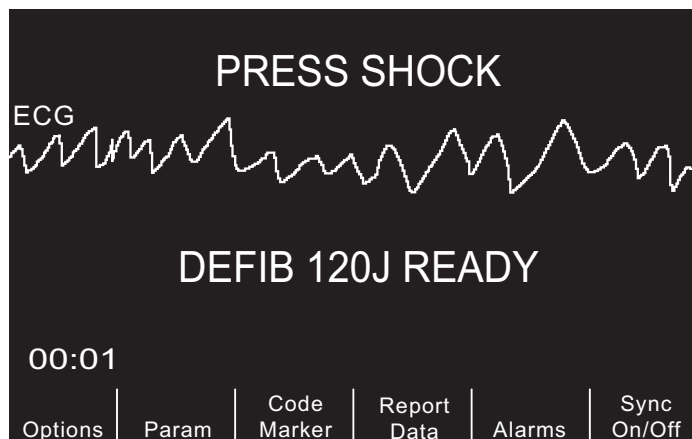 PRESS SHOCK
ECG
DEFIB 120J READY
00:01
Options
Param
Code
Marker
Report
Data
Alarms
Sync
On/Off